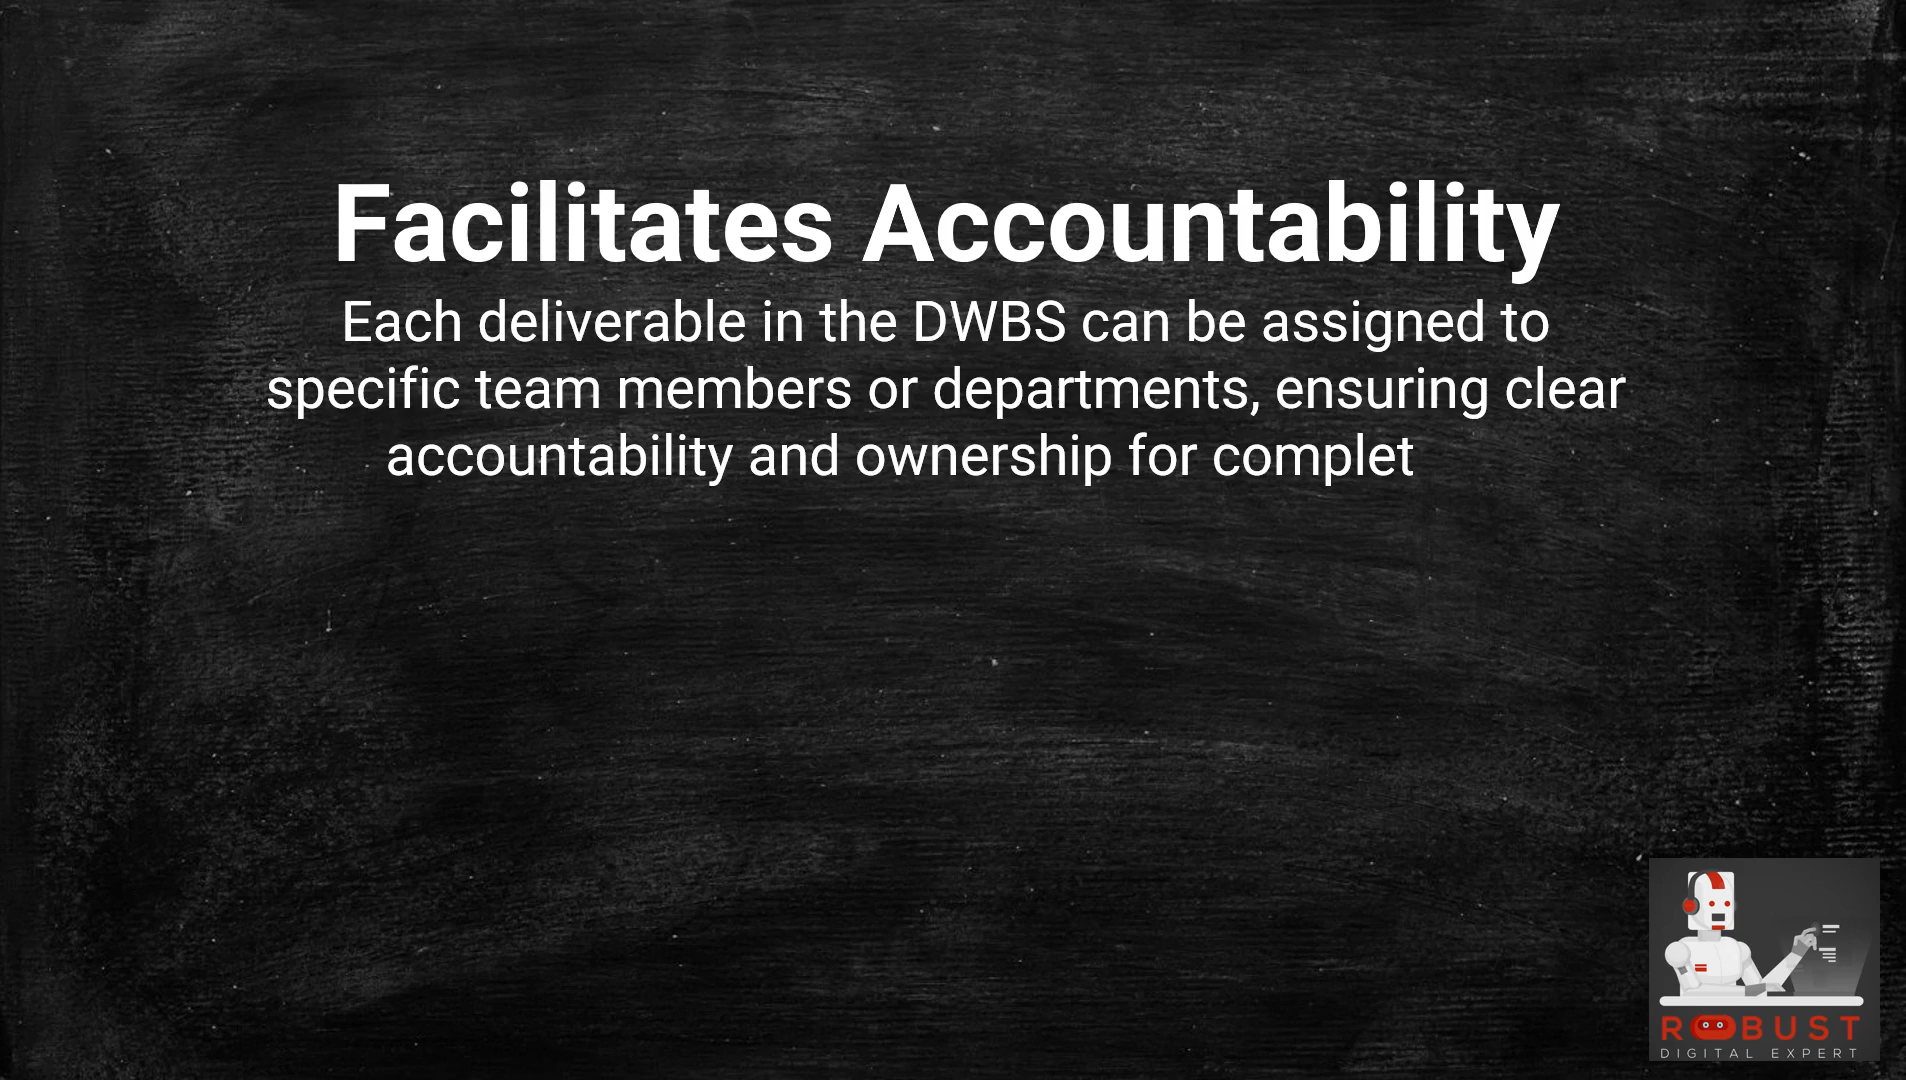 Facilitates Accountability
Each deliverable in the DWBS can be assigned to
specific team members or departments, ensuring clear
accountability and ownership for complet
ROBUST
DIGITAL EXPERT